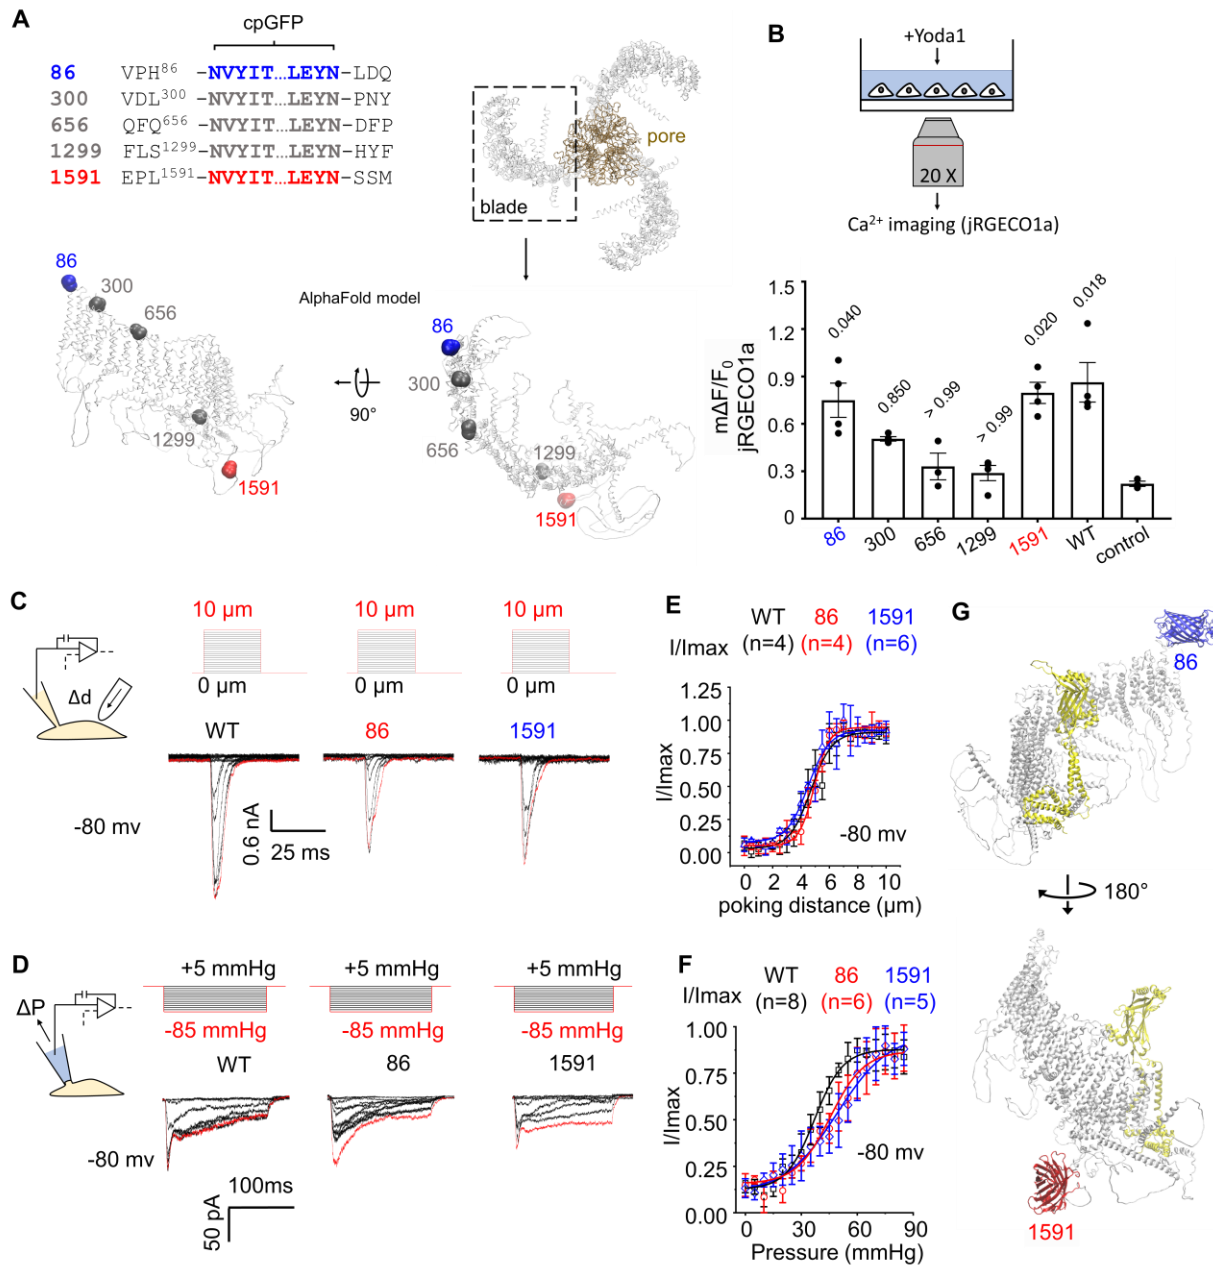 A
cpGFP
86 VPH⁸⁶ -NVYIT…LEYN-LDQ
300 VDL³⁰⁰ -NVYIT…LEYN-PNY
656 QFQ⁶⁵⁶ -NVYIT…LEYN-DFP
1299 FLS¹²⁹⁹-NVYIT…LEYN-HYF
1591 EPL¹⁵⁹¹-NVYIT…LEYN-SSM
pore
blade
86
300
656
1299
1591
AlphaFold model
90°
86
300
656
1299
1591
B
+Yoda1
20 X
Ca²⁺ imaging (jRGECO1a)
mΔF/F₀
jRGECO1a
1.5
1.2
0.9
0.6
0.3
0
0.040
0.850
> 0.99
> 0.99
0.020
0.018
86
300
656
1299
1591
WT
control
C
Δd
10 µm
10 µm
10 µm
0 µm
0 µm
0 µm
WT
86
1591
-80 mv
0.6 nA
25 ms
D
ΔP
+5 mmHg
+5 mmHg
+5 mmHg
-85 mmHg
-85 mmHg
-85 mmHg
WT
86
1591
-80 mv
100ms
50 pA
E
WT 86 1591
I/Imax (n=4) (n=4) (n=6)
I/Imax
1.25
1.00
0.75
0.50
0.25
0.00
-80 mv
0 2 4 6 8 10
poking distance (µm)
F
WT 86 1591
I/Imax (n=8) (n=6) (n=5)
I/Imax
1.00
0.75
0.50
0.25
0.00
-80 mv
0 30 60 90
Pressure (mmHg)
G
86
180°
1591